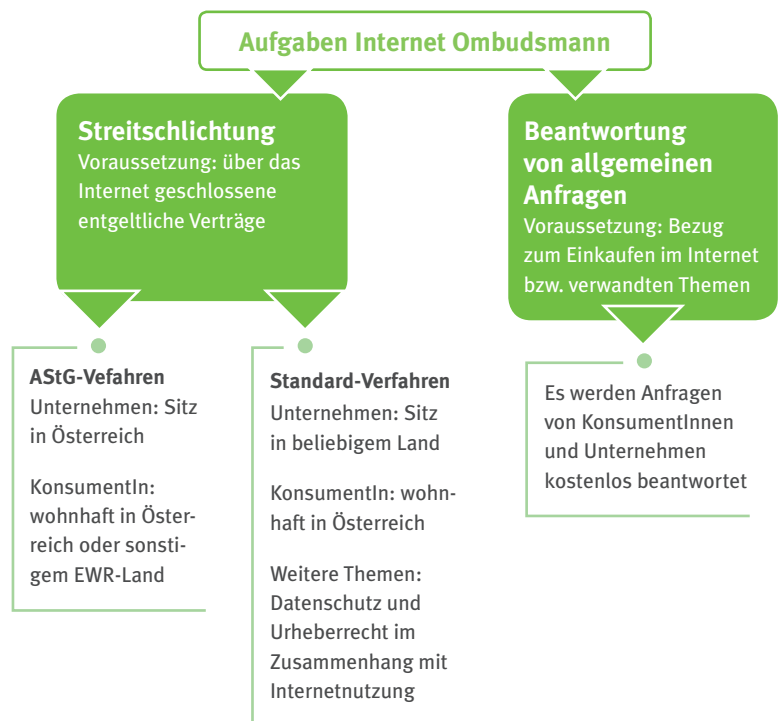 Aufgaben Internet Ombudsmann
Streitschlichtung
Voraussetzung: über das
Internet geschlossene
entgeltliche Verträge
Beantwortung
von allgemeinen
Anfragen
Voraussetzung: Bezug
zum Einkaufen im Internet
bzw. verwandten Themen
AStG-Vefahren
Unternehmen: Sitz
in Österreich
KonsumentIn:
wohnhaft in Öster-
reich oder sonsti-
gem EWR-Land
Standard-Verfahren
Unternehmen: Sitz
in beliebigem Land
KonsumentIn: wohn-
haft in Österreich
Weitere Themen:
Datenschutz und
Urheberrecht im
Zusammenhang mit
Internetnutzung
Es werden Anfragen
von KonsumentInnen
und Unternehmen
kostenlos beantwortet